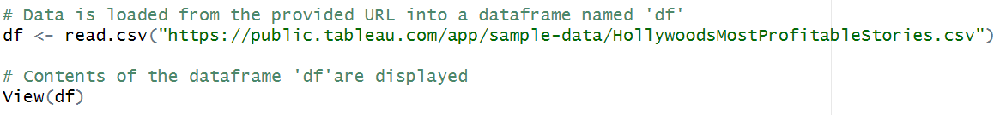 # Data is loaded from the provided URL into a dataframe named 'df'
df <- read.csv("https://public.tableau.com/app/sample-data/HollywoodsMostProfitableStories.csv")
# Contents of the dataframe 'df'are displayed
View(df)